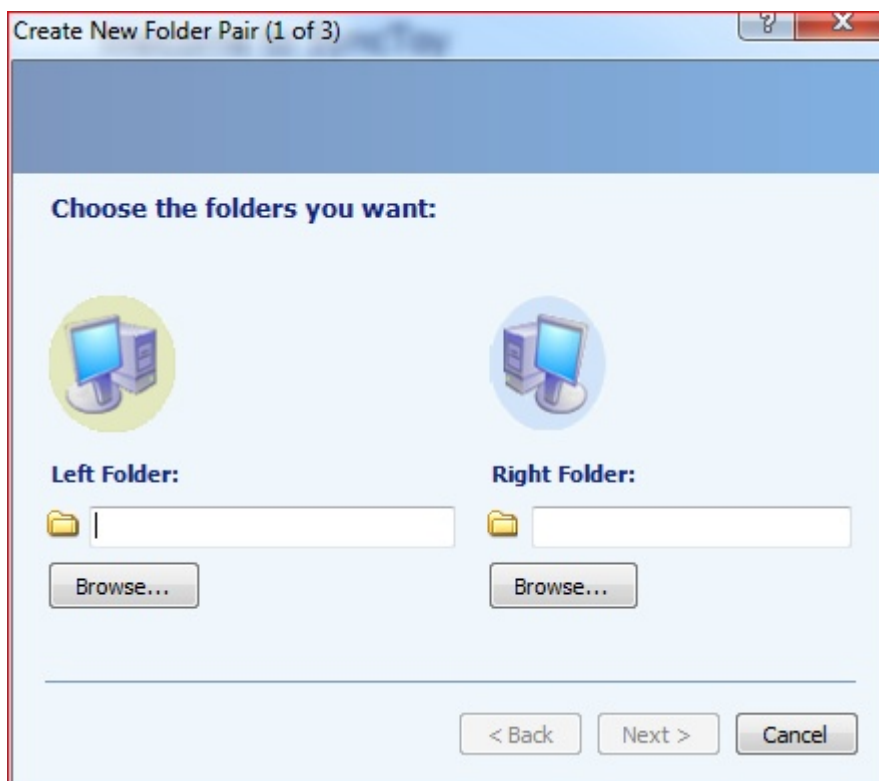 Create New Folder Pair (1 of 3)
SyncToy
Choose the folders you want:
Left Folder: Right Folder:
Browse... Browse...
< Back Next > Cancel